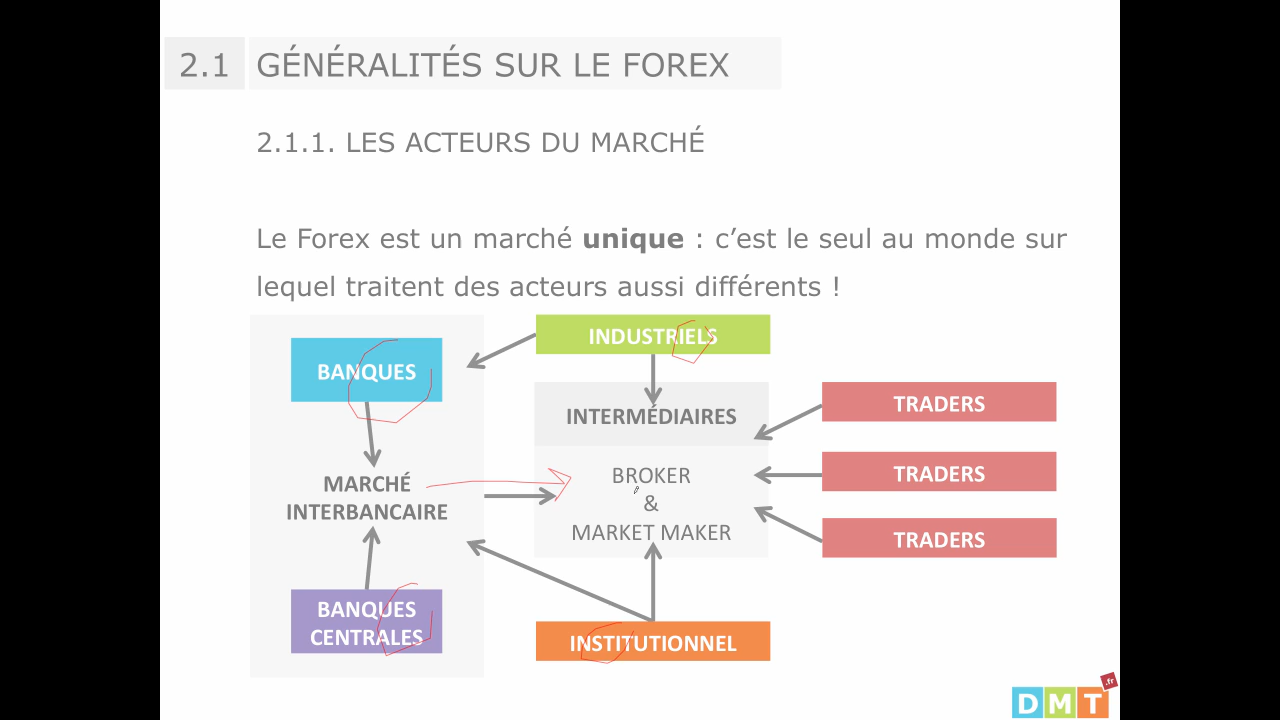 2.1 GÉNÉRALITÉS SUR LE FOREX
2.1.1. LES ACTEURS DU MARCHÉ
Le Forex est un marché unique : c’est le seul au monde sur
lequel traitent des acteurs aussi différents !
BANQUES
MARCHÉ
INTERBANCAIRE
BANQUES
CENTRALES
INDUSTRIELS
INTERMÉDIAIRES
BROKER
&
MARKET MAKER
INSTITUTIONNEL
TRADERS
TRADERS
TRADERS
DMT
.fr